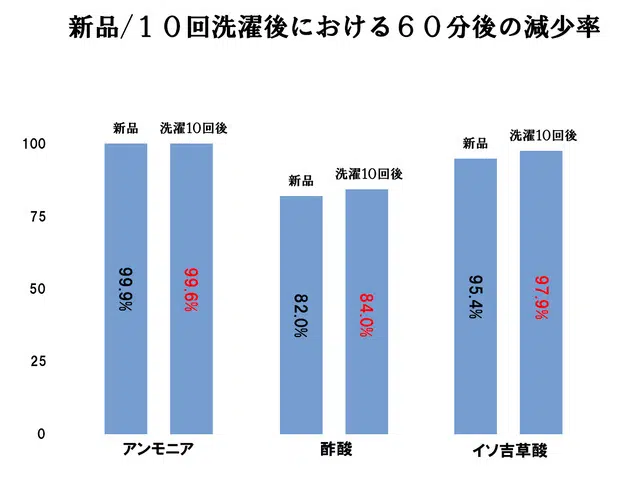 新品/１０回洗濯後における６０分後の減少率
100
75
50
25
0
新品
洗濯10回後
99.9%
99.6%
アンモニア
新品
洗濯10回後
82.0%
84.0%
酢酸
新品
洗濯10回後
95.4%
97.9%
イソ吉草酸